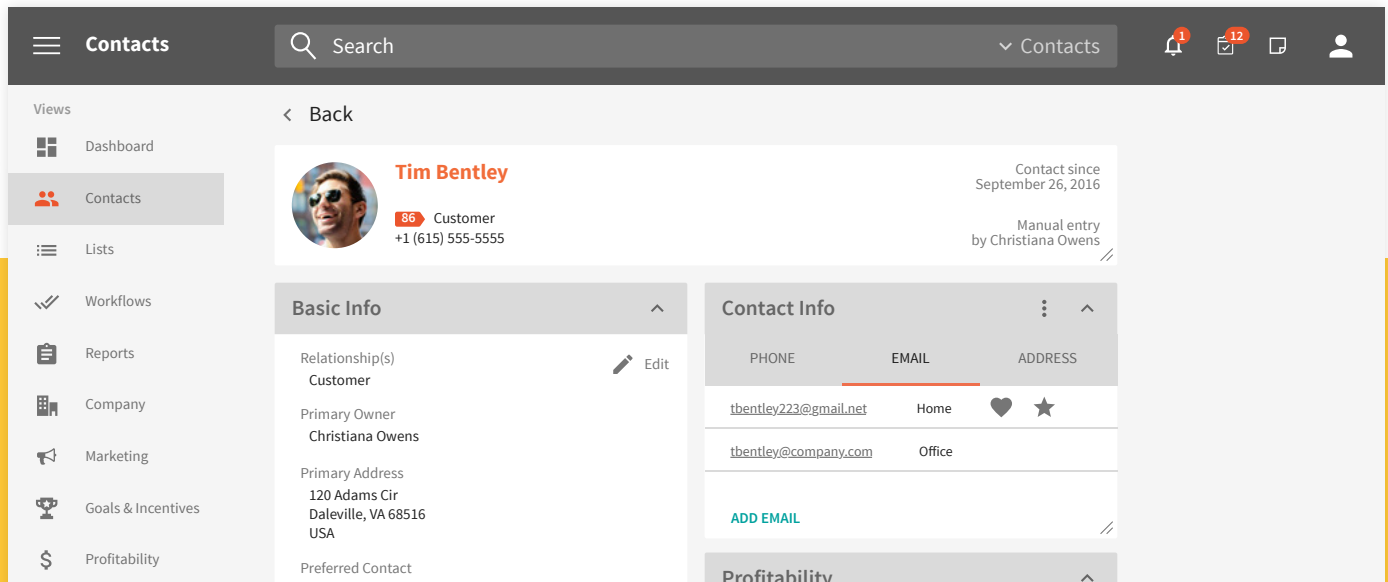 Contacts
Search
Contacts
1
12
Views
Dashboard
Contacts
Lists
Workflows
Reports
Company
Marketing
Goals & Incentives
Profitability
Back
Tim Bentley
86 Customer
+1 (615) 555-5555
Contact since
September 26, 2016
Manual entry
by Christiana Owens
Basic Info
Relationship(s)
Customer
Edit
Primary Owner
Christiana Owens
Primary Address
120 Adams Cir
Daleville, VA 68516
USA
Preferred Contact
Contact Info
PHONE EMAIL ADDRESS
tbentley223@gmail.net Home
tbentley@company.com Office
ADD EMAIL
Profitability